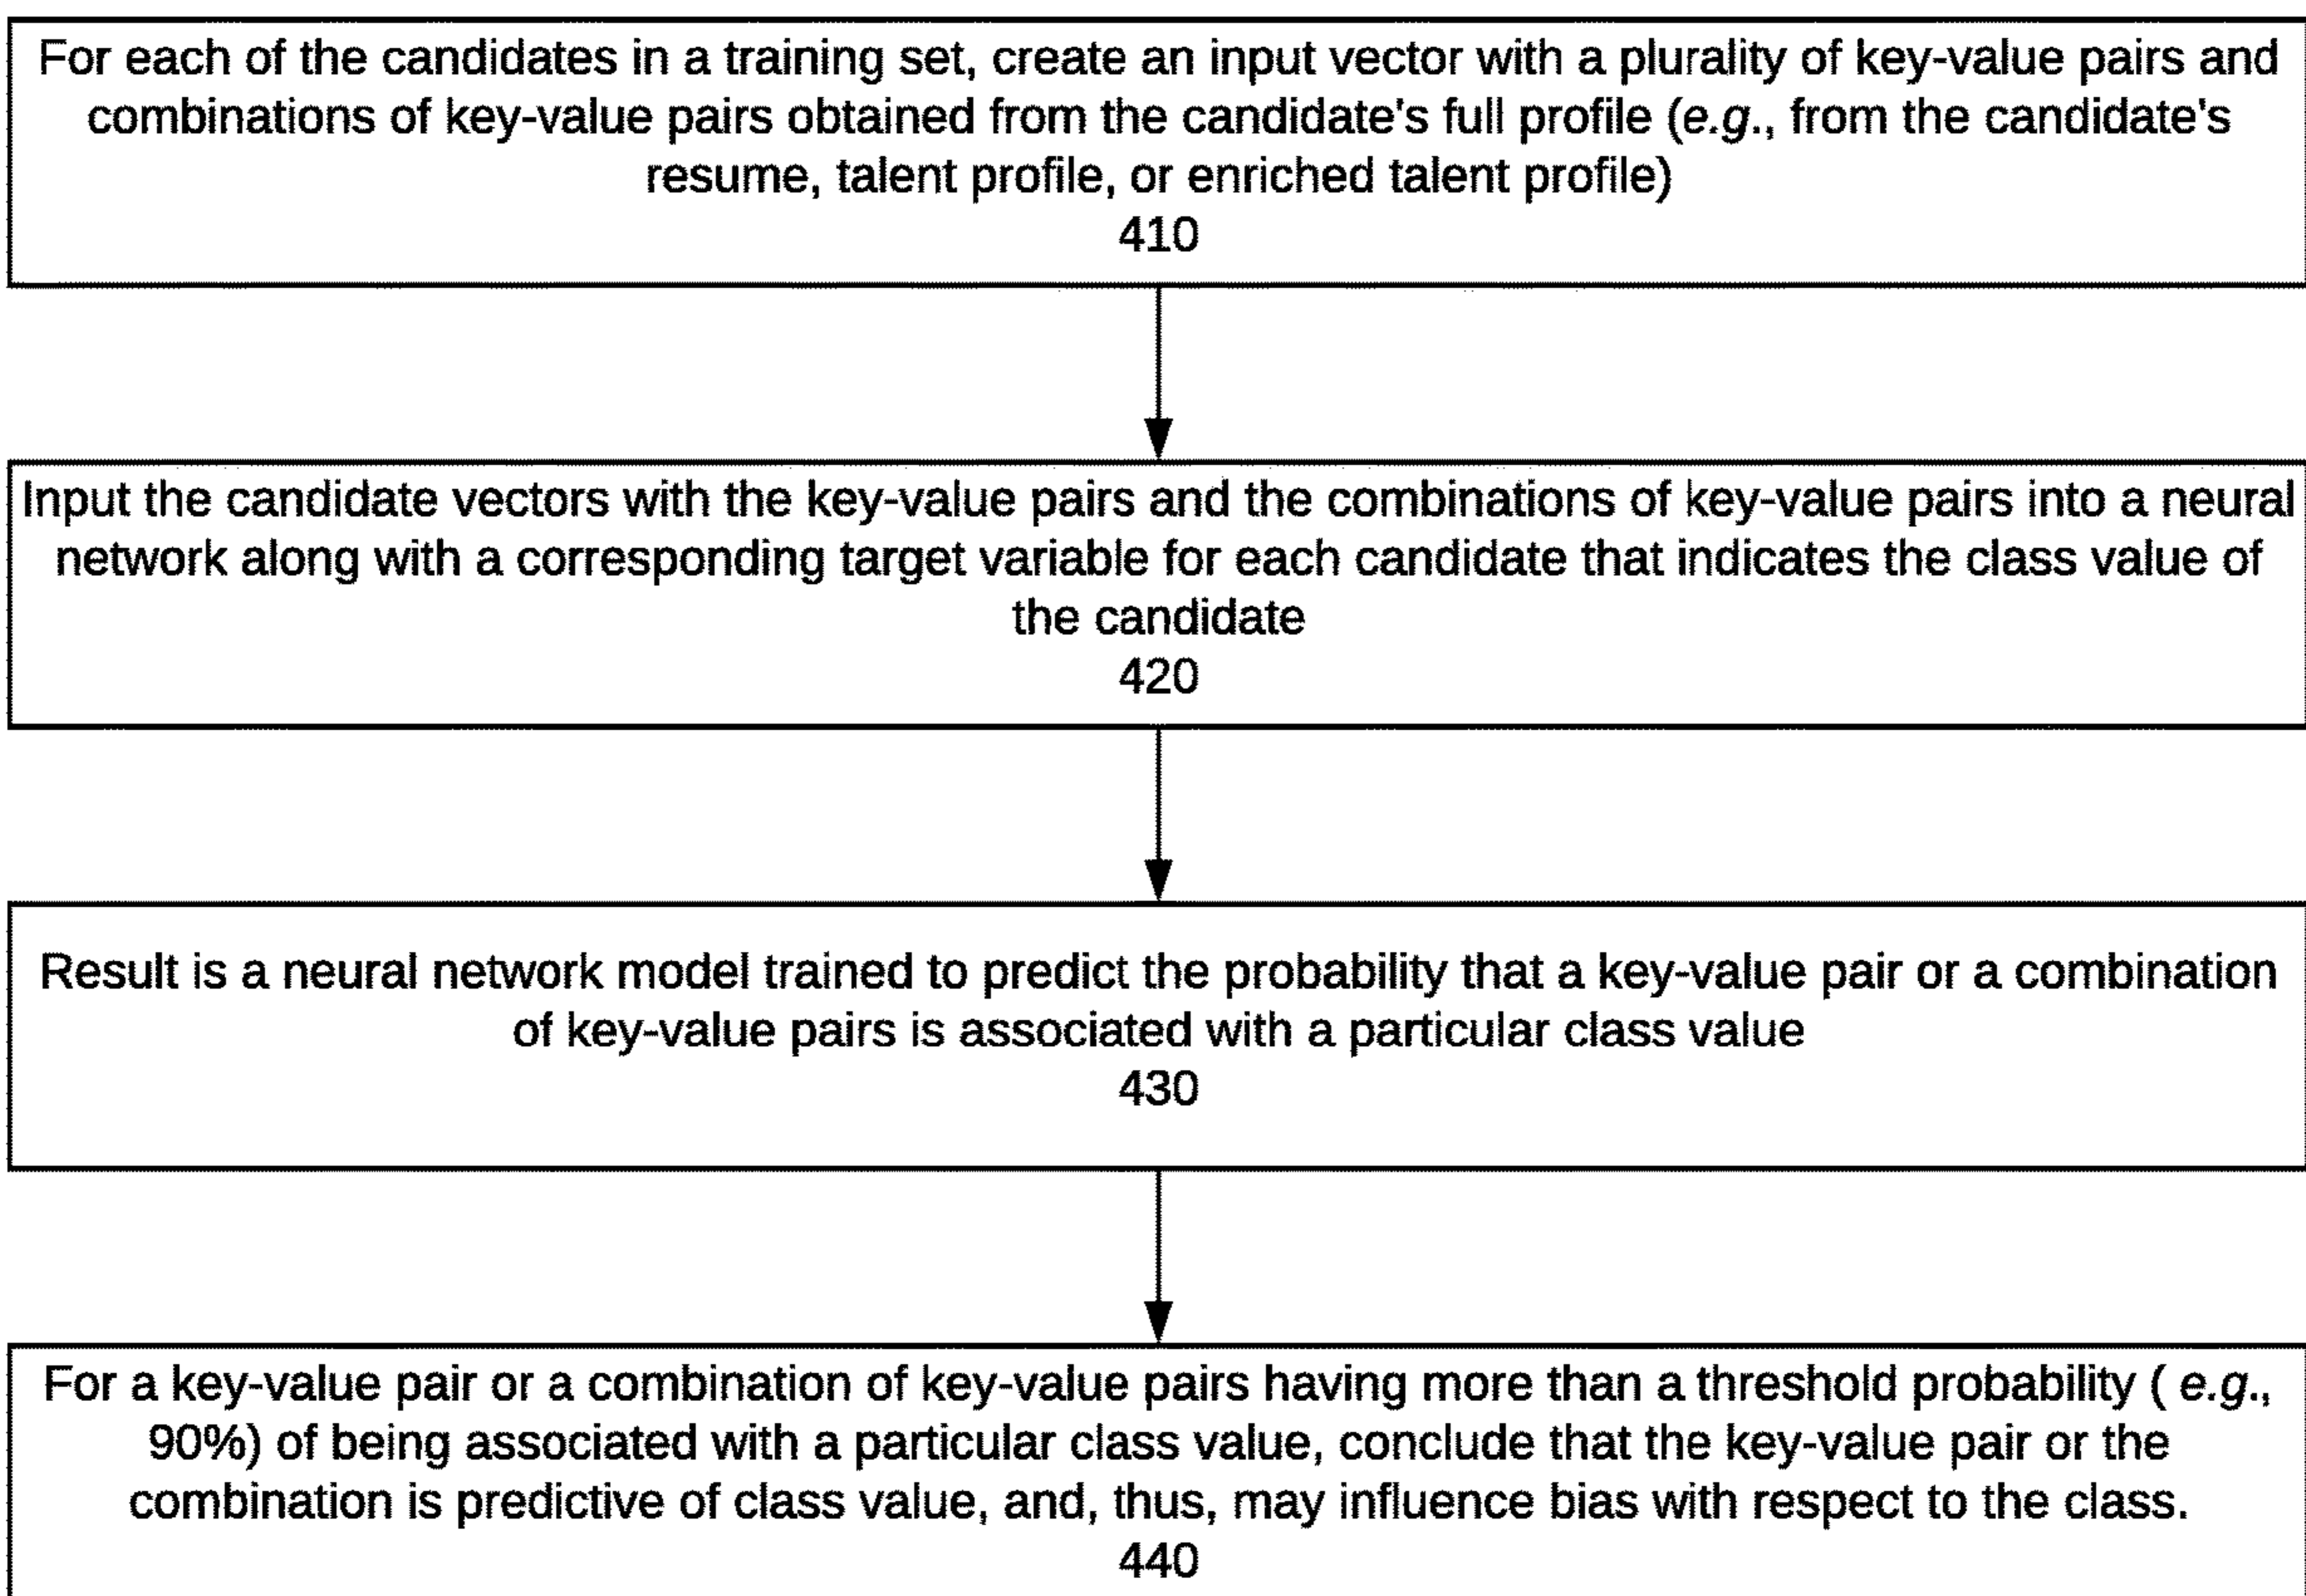 For each of the candidates in a training set, create an input vector with a plurality of key-value pairs and
combinations of key-value pairs obtained from the candidate's full profile (e.g., from the candidate's
resume, talent profile, or enriched talent profile)
410
Input the candidate vectors with the key-value pairs and the combinations of key-value pairs into a neural
network along with a corresponding target variable for each candidate that indicates the class value of
the candidate
420
Result is a neural network model trained to predict the probability that a key-value pair or a combination
of key-value pairs is associated with a particular class value
430
For a key-value pair or a combination of key-value pairs having more than a threshold probability ( e.g.,
90%) of being associated with a particular class value, conclude that the key-value pair or the
combination is predictive of class value, and, thus, may influence bias with respect to the class.
440